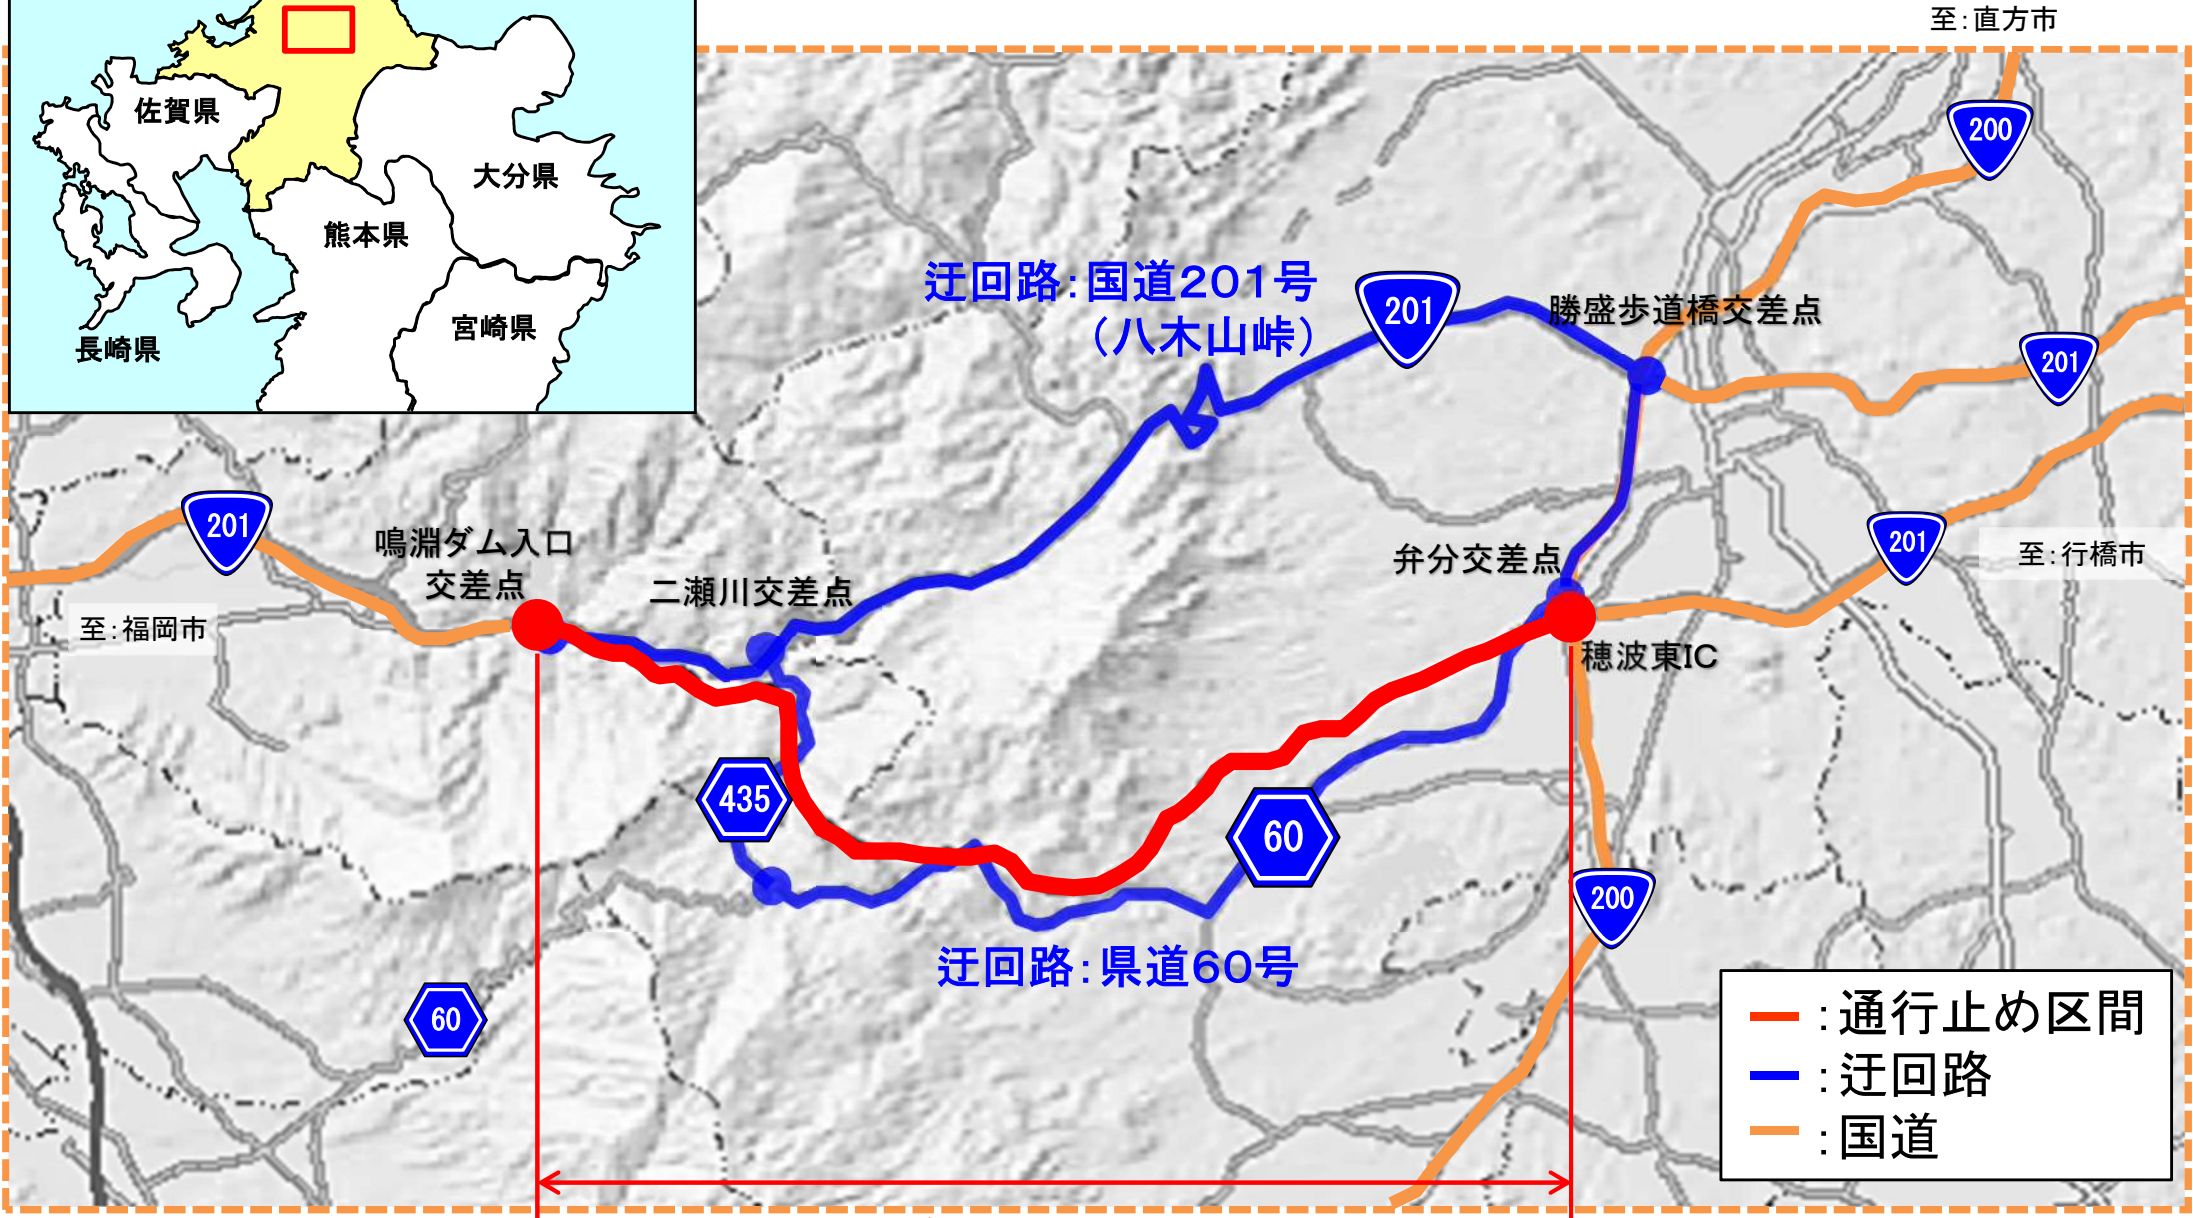 至：直方市
佐賀県
大分県
熊本県
宮崎県
長崎県
200
迂回路：国道２０１号
（八木山峠）
201
勝盛歩道橋交差点
201
201
鳴淵ダム入口
交差点
二瀬川交差点
弁分交差点
201
至：行橋市
至：福岡市
穂波東IC
435
60
200
迂回路：県道６０号
60
：通行止め区間
：迂回路
：国道